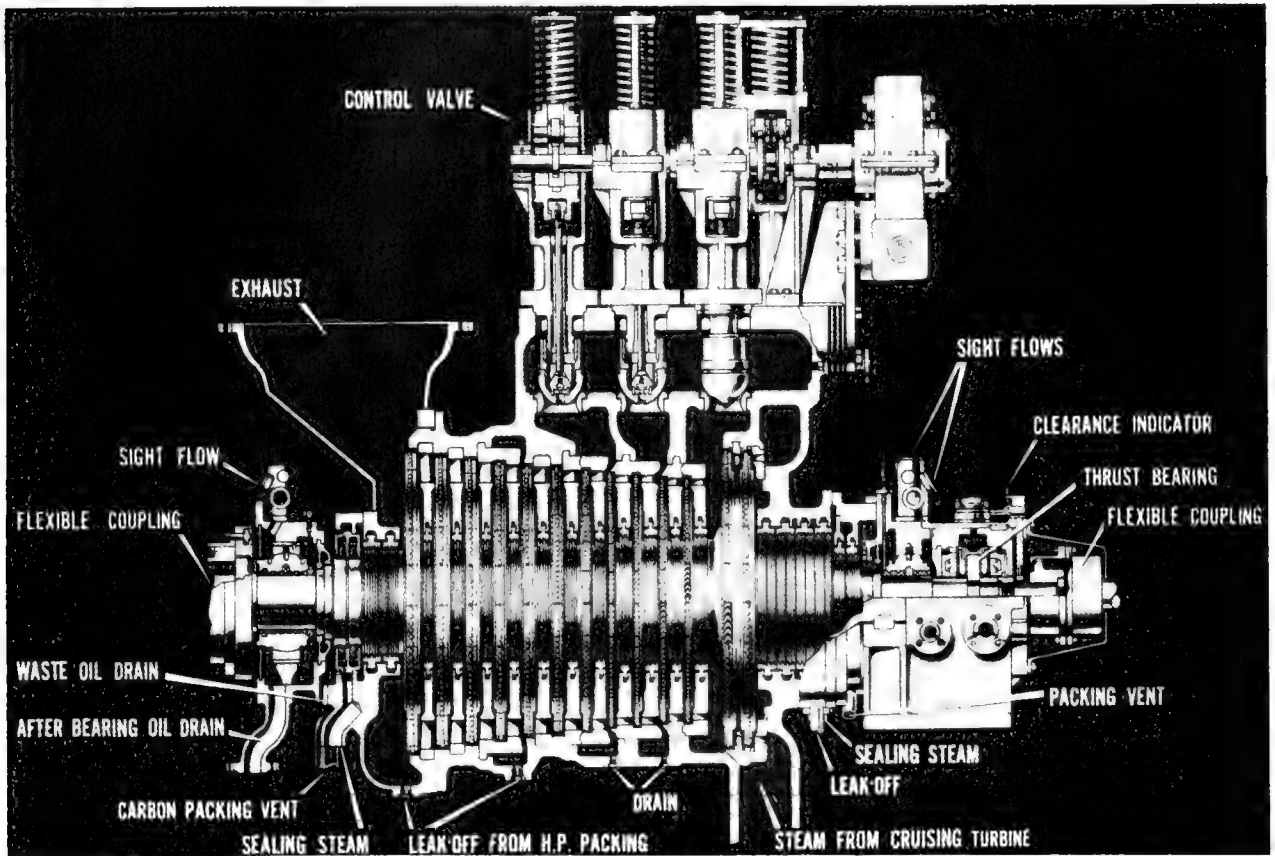 CONTROL VALVE
EXHAUST
SIGHT FLOWS
CLEARANCE INDICATOR
SIGHT FLOW
THRUST BEARING
FLEXIBLE COUPLING
FLEXIBLE COUPLING
WASTE OIL DRAIN
AFTER BEARING OIL DRAIN
PACKING VENT
SEALING STEAM
LEAK-OFF
CARBON PACKING VENT
DRAIN
SEALING STEAM
LEAK-OFF FROM H.P. PACKING
STEAM FROM CRUISING TURBINE